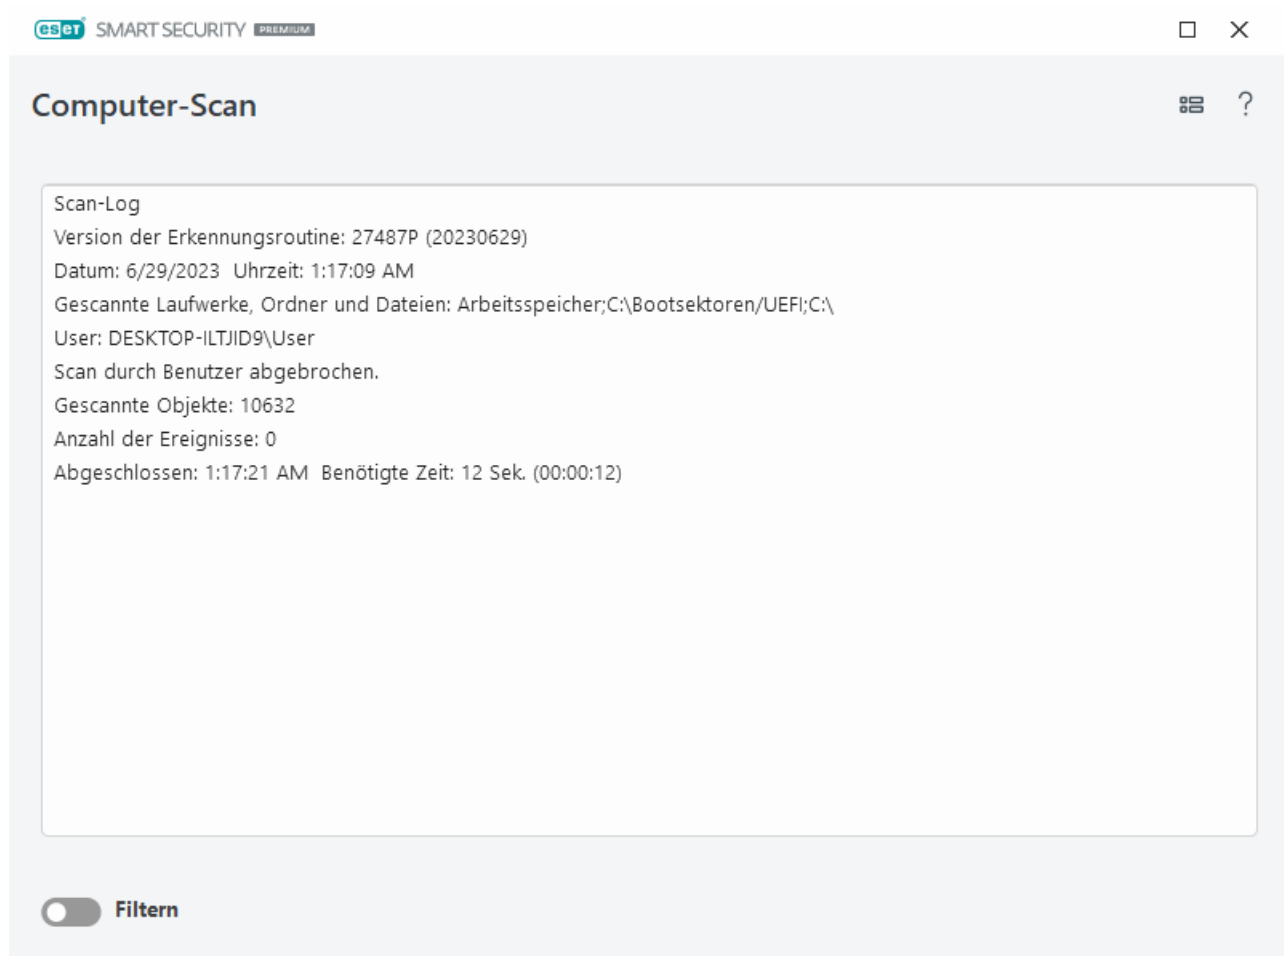 eset SMART SECURITY PREMIUM
Computer-Scan
?
Scan-Log
Version der Erkennungsroutine: 27487P (20230629)
Datum: 6/29/2023  Uhrzeit: 1:17:09 AM
Gescannte Laufwerke, Ordner und Dateien: Arbeitsspeicher;C:\Bootsektoren/UEFI;C:\
User: DESKTOP-ILTJID9\User
Scan durch Benutzer abgebrochen.
Gescannte Objekte: 10632
Anzahl der Ereignisse: 0
Abgeschlossen: 1:17:21 AM  Benötigte Zeit: 12 Sek. (00:00:12)
Filtern